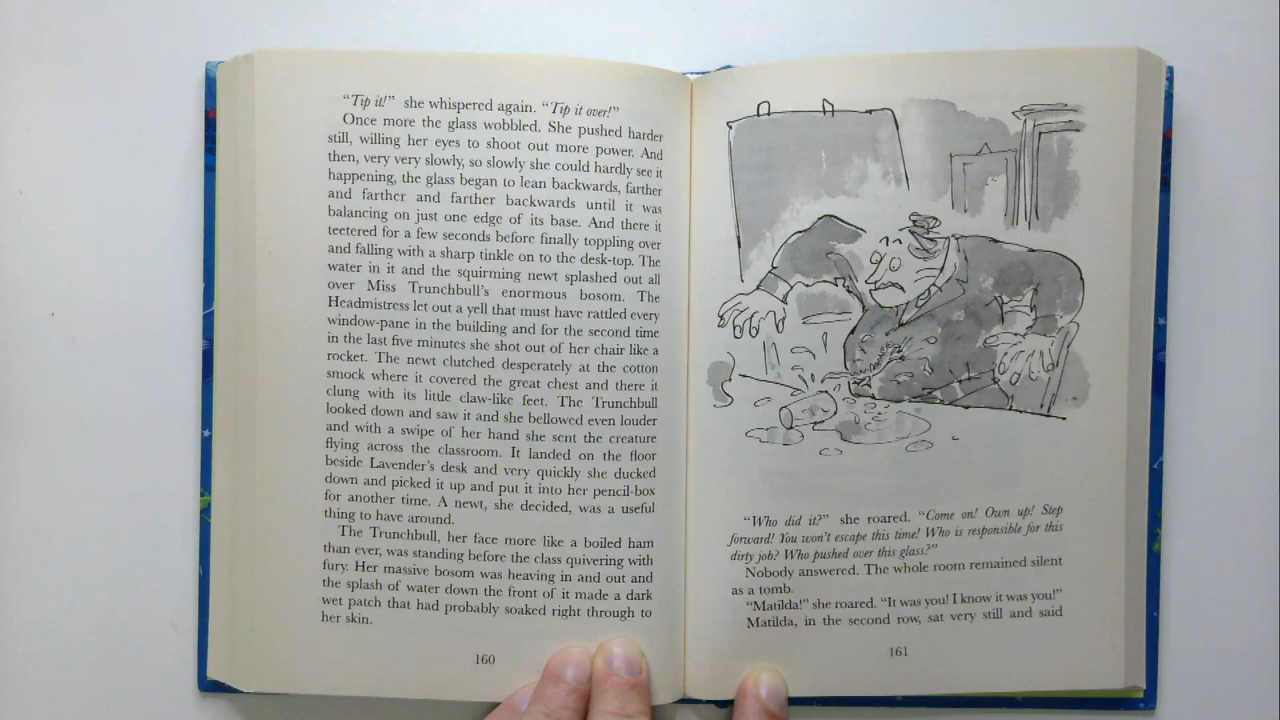 “Tip it!” she whispered again. “Tip it over!”
Once more the glass wobbled. She pushed harder
still, willing her eyes to shoot out more power. And
then, very very slowly, so slowly she could hardly see it
happening, the glass began to lean backwards, farther
and farther and farther backwards until it was
balancing on just one edge of its base. And there it
teetered for a few seconds before finally toppling over
and falling with a sharp tinkle on to the desk-top. The
water in it and the squirming newt splashed out all
over Miss Trunchbull’s enormous bosom. The
Headmistress let out a yell that must have rattled every
window-pane in the building and for the second time
in the last five minutes she shot out of her chair like a
rocket. The newt clutched desperately at the cotton
smock where it covered the great chest and there it
clung with its little claw-like feet. The Trunchbull
looked down and saw it and she bellowed even louder
and with a swipe of her hand she sent the creature
flying across the classroom. It landed on the floor
beside Lavender’s desk and very quickly she ducked
down and picked it up and put it into her pencil-box
for another time. A newt, she decided, was a useful
thing to have around.
The Trunchbull, her face more like a boiled ham
than ever, was standing before the class quivering with
fury. Her massive bosom was heaving in and out and
the splash of water down the front of it made a dark
wet patch that had probably soaked right through to
her skin.
160
“Who did it?” she roared. “Come on! Own up! Step
forward! You won’t escape this time! Who is responsible for this
dirty job? Who pushed over this glass?”
Nobody answered. The whole room remained silent
as a tomb.
“Matilda!” she roared. “It was you! I know it was you!”
Matilda, in the second row, sat very still and said
161